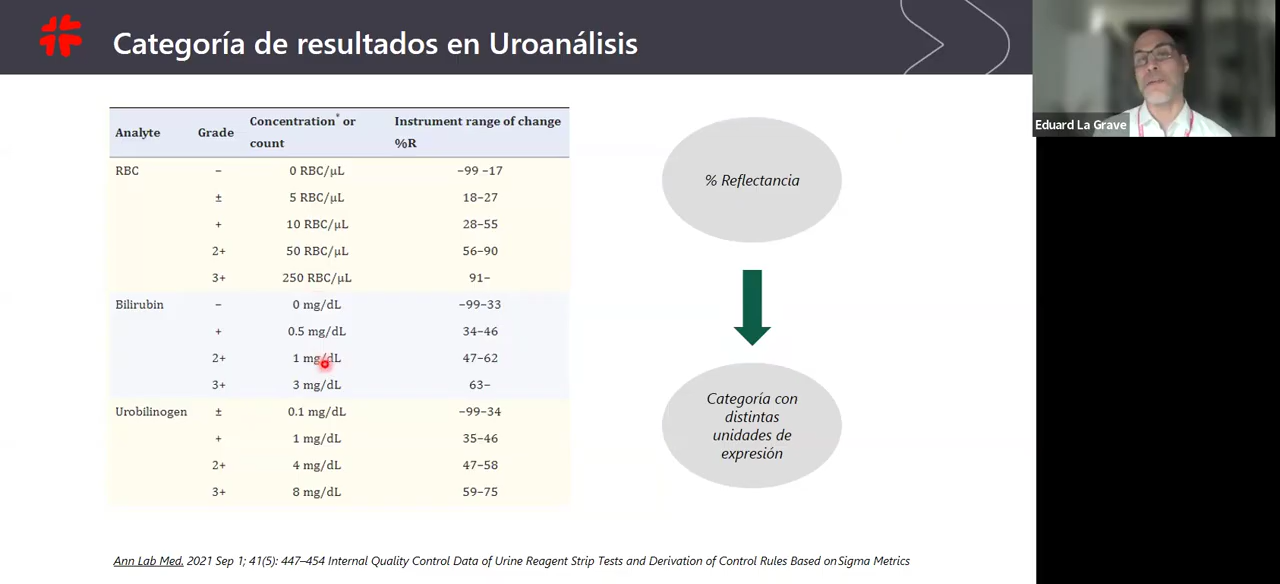 Categoría de resultados en Uroanálisis
Eduard La Grave
Analyte Grade Concentration* or count Instrument range of change %R
RBC – 0 RBC/μL –99 –17
± 5 RBC/μL 18–27
+ 10 RBC/μL 28–55
2+ 50 RBC/μL 56–90
3+ 250 RBC/μL 91–
Bilirubin – 0 mg/dL –99–33
+ 0.5 mg/dL 34–46
2+ 1 mg/dL 47–62
3+ 3 mg/dL 63–
Urobilinogen ± 0.1 mg/dL –99–34
+ 1 mg/dL 35–46
2+ 4 mg/dL 47–58
3+ 8 mg/dL 59–75
% Reflectancia
Categoría con
distintas
unidades de
expresión
Ann Lab Med. 2021 Sep 1; 41(5): 447–454 Internal Quality Control Data of Urine Reagent Strip Tests and Derivation of Control Rules Based on Sigma Metrics